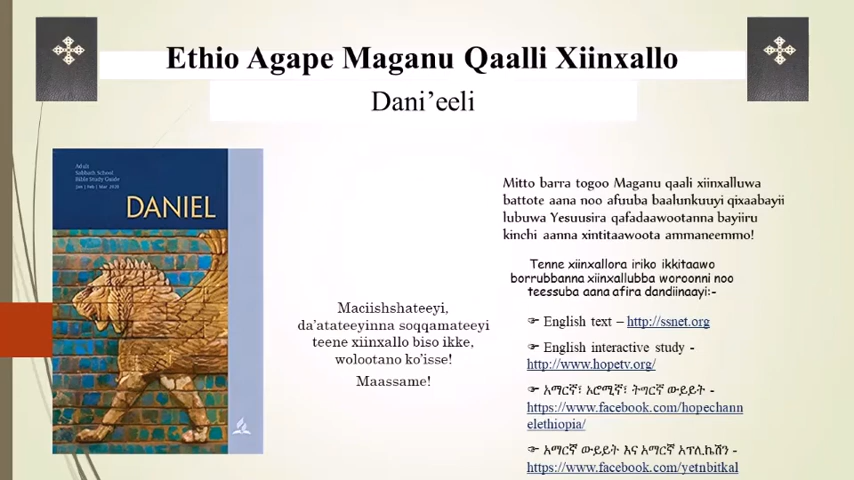 Ethio Agape Maganu Qaalli Xiinxallo
Dani’eeli
Adult
Sabbath School
Bible Study Guide
Jan | Feb | Mar 2020
DANIEL
Maciishshateeyi,
da’atateeyinna soqqamateeyi
teene xiinxallo biso ikke,
wolootano ko’isse!
Maassame!
Mitto barra togoo Maganu qaali xiinxalluwa
battote aana noo afuuba baalunkuuyi qixaabayii
lubuwa Yesuusira qafadaawootanna bayiiru
kinchi aanna xintitaawoota ammaneemmo!
Tenne xiinxallora iriko ikkitaawo
borrubbanna xiinxallubba woroonni noo
teessuba aana afira dandiinaayi:-
☞ English text – http://ssnet.org
☞ English interactive study -
http://www.hopetv.org/
☞ አማርኛ፣ ኦሮሚኛ፣ ትግርኛ ውይይት -
https://www.facebook.com/hopechann
elethiopia/
☞ አማርኛ ውይይት እና አማርኛ አፕሊኬሽን -
https://www.facebook.com/yetnbitkal